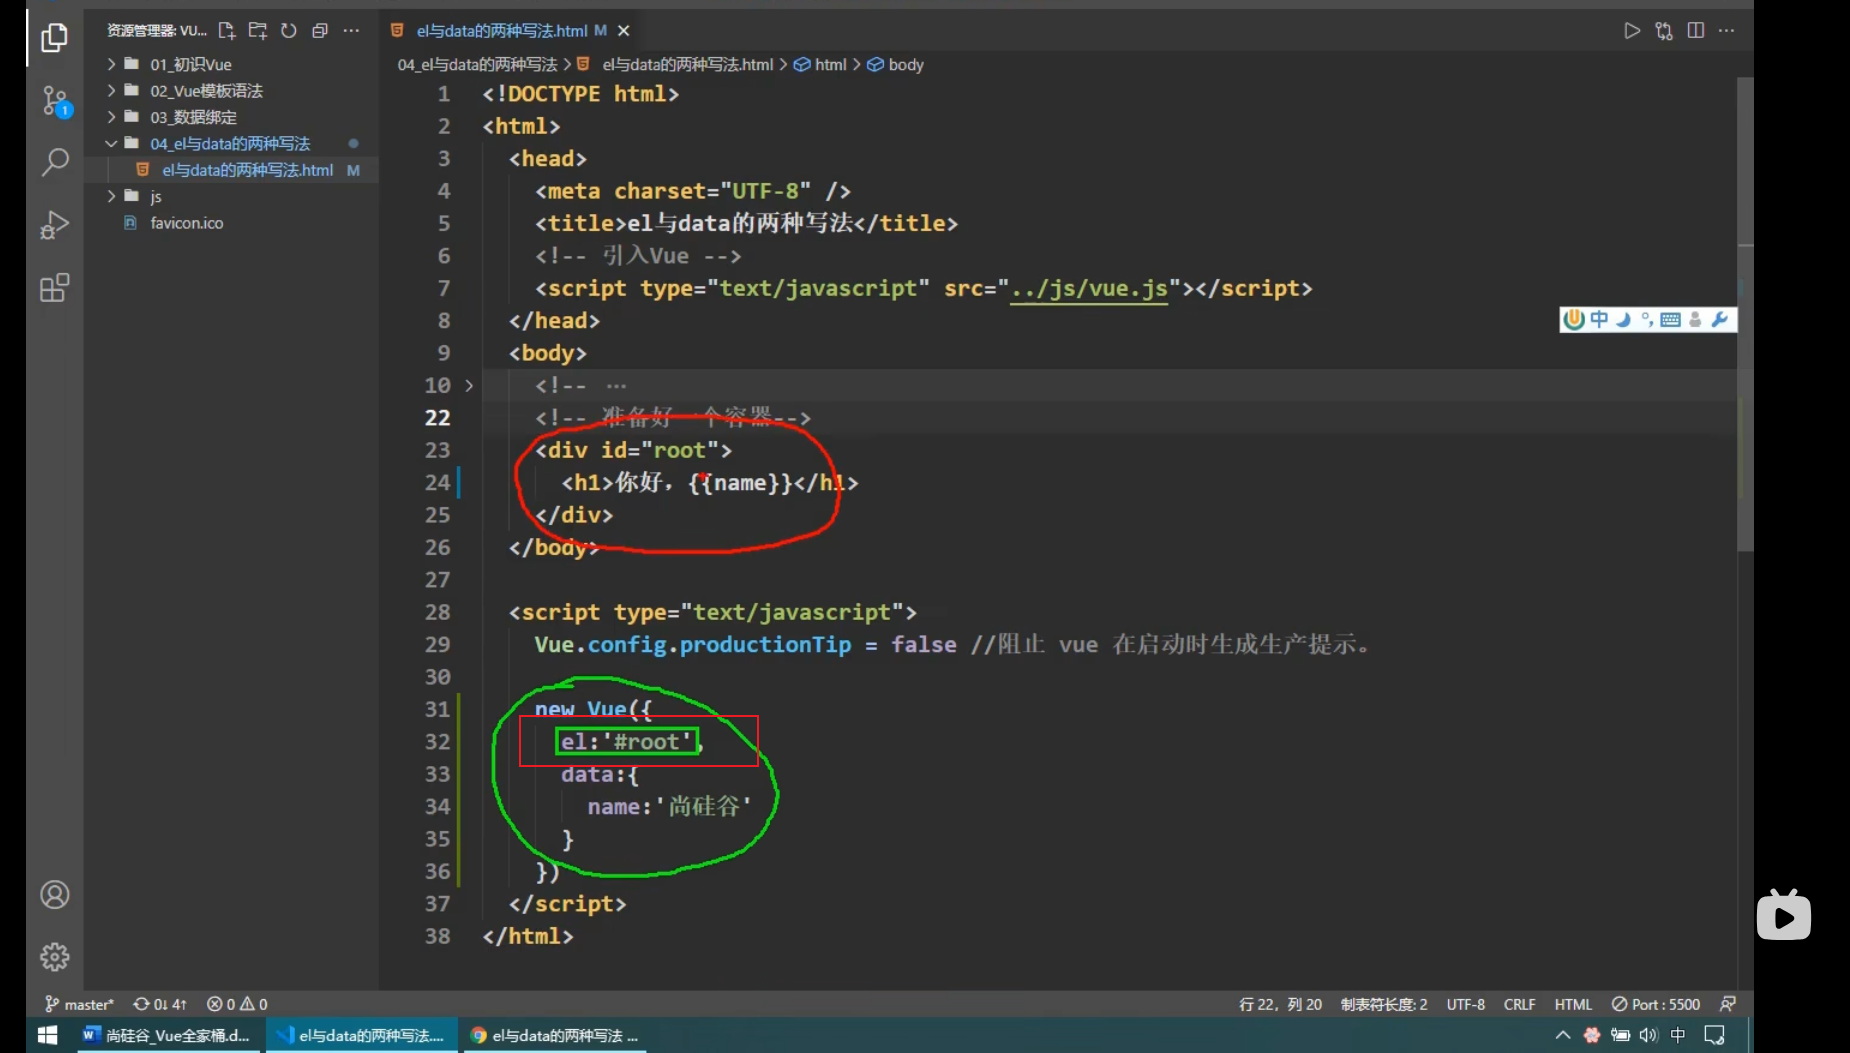 资源管理器: VU...
el与data的两种写法.html M
01_初识Vue
02_Vue模板语法
03_数据绑定
04_el与data的两种写法
el与data的两种写法.html M
js
favicon.ico
1
04_el与data的两种写法 > el与data的两种写法.html > html > body
1 <!DOCTYPE html>
2 <html>
3 <head>
4 <meta charset="UTF-8" />
5 <title>el与data的两种写法</title>
6 <!-- 引入Vue -->
7 <script type="text/javascript" src="../js/vue.js"></script>
8 </head>
9 <body>
10 <!-- ...
22 <!-- 准备好一个容器-->
23 <div id="root">
24 <h1>你好，{{name}}</h1>
25 </div>
26 </body>
27
28 <script type="text/javascript">
29 Vue.config.productionTip = false //阻止 vue 在启动时生成生产提示。
30
31 new Vue({
32 el:'#root',
33 data:{
34 name:'尚硅谷'
35 }
36 })
37 </script>
38 </html>
中
master* 0↓ 4↑ 0 0
行 22，列 20 制表符长度: 2 UTF-8 CRLF HTML Port : 5500
尚硅谷_Vue全家桶.d... el与data的两种写法.... el与data的两种写法 ... 中